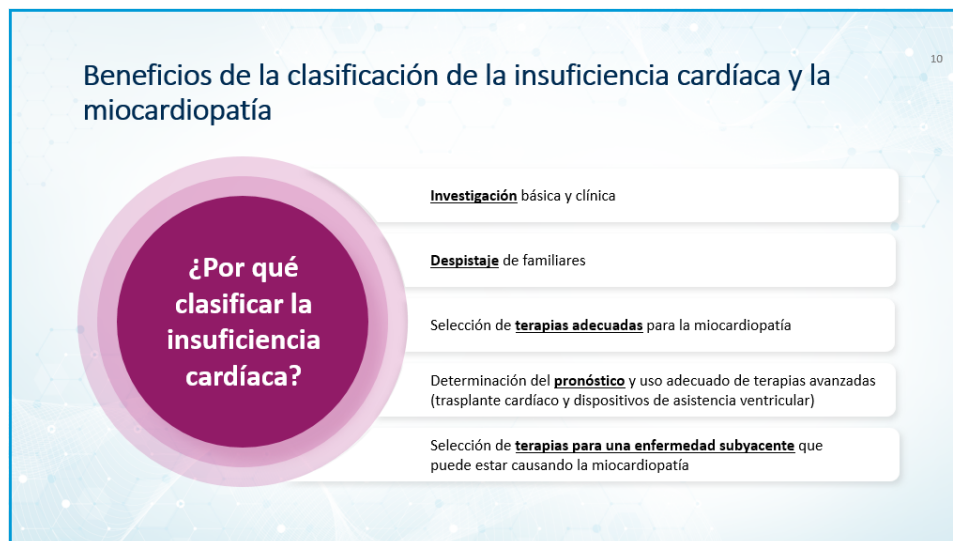 10
Beneficios de la clasificación de la insuficiencia cardíaca y la
miocardiopatía
¿Por qué
clasificar la
insuficiencia
cardíaca?
Investigación básica y clínica
Despistaje de familiares
Selección de terapias adecuadas para la miocardiopatía
Determinación del pronóstico y uso adecuado de terapias avanzadas
(trasplante cardíaco y dispositivos de asistencia ventricular)
Selección de terapias para una enfermedad subyacente que
puede estar causando la miocardiopatía